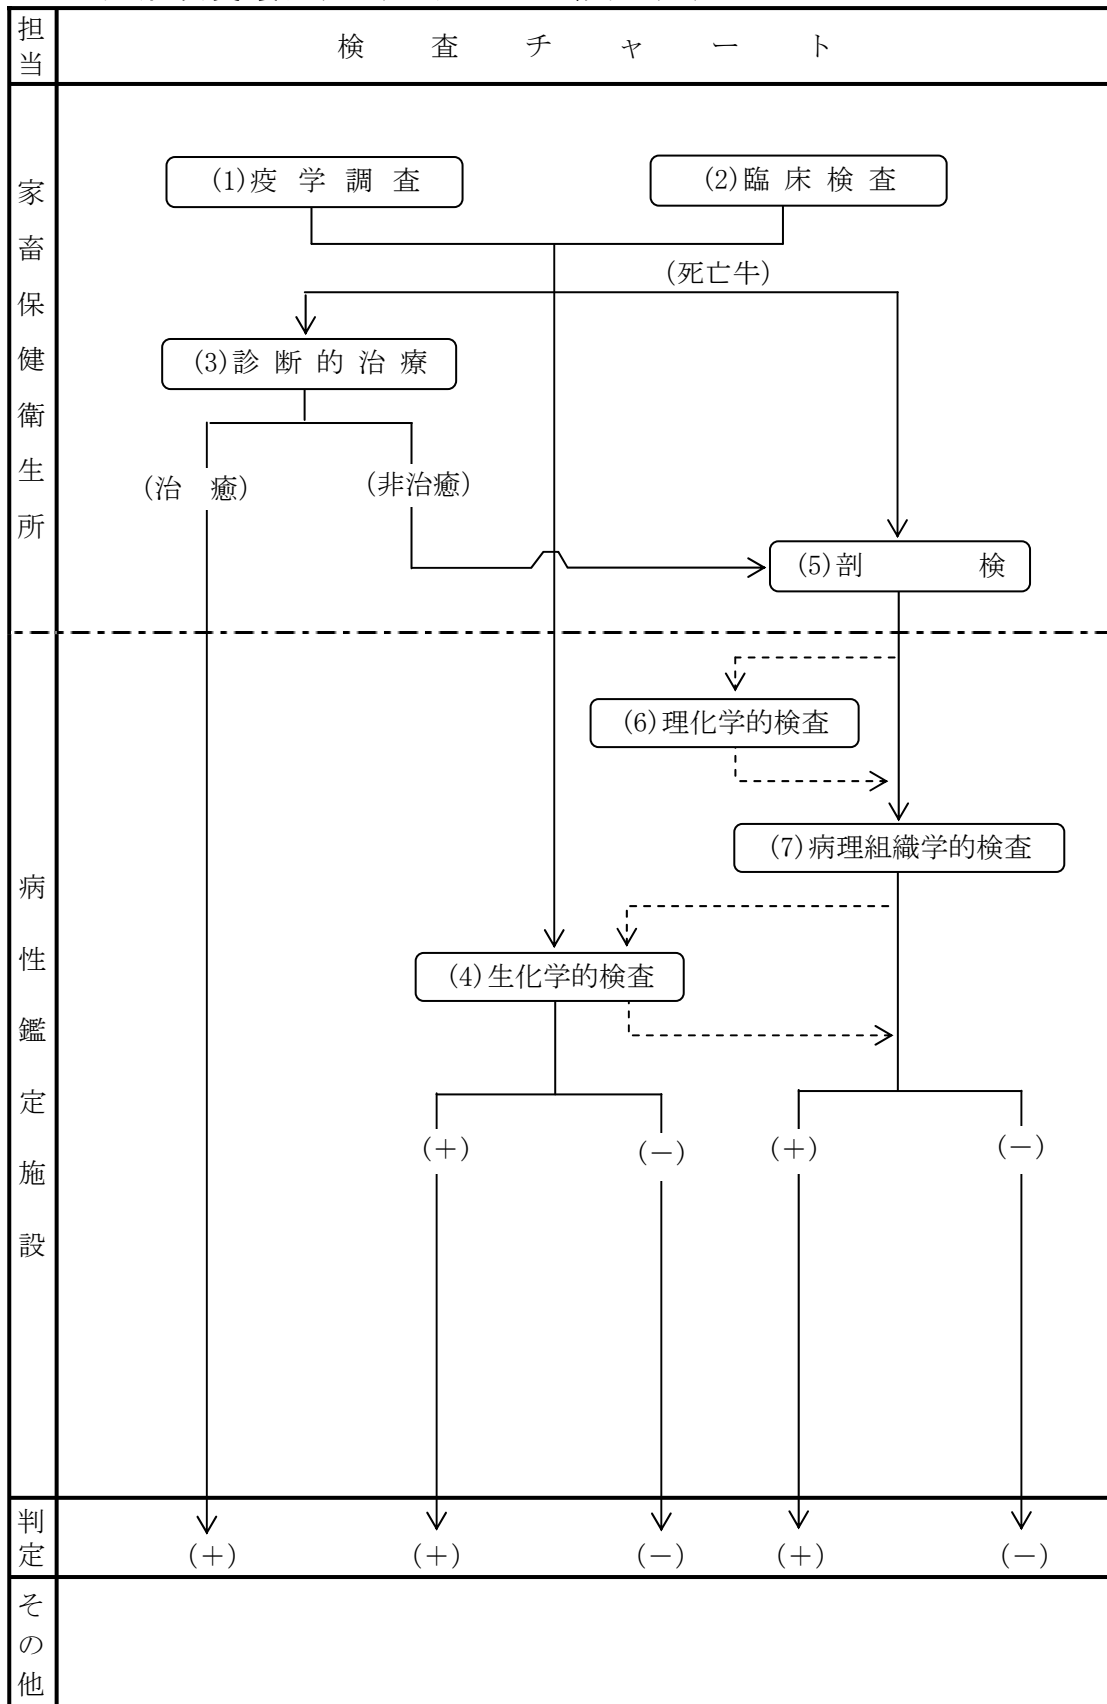 担当
検査チャート
家畜保健衛生所
(1)疫学調査
(2)臨床検査
(死亡牛)
(3)診断的治療
(治癒)
(非治癒)
(5)剖検
病性鑑定施設
(6)理化学的検査
(7)病理組織学的検査
(4)生化学的検査
(+)
(-)
(+)
(-)
判定
(+)
(+)
(-)
(+)
(-)
その他